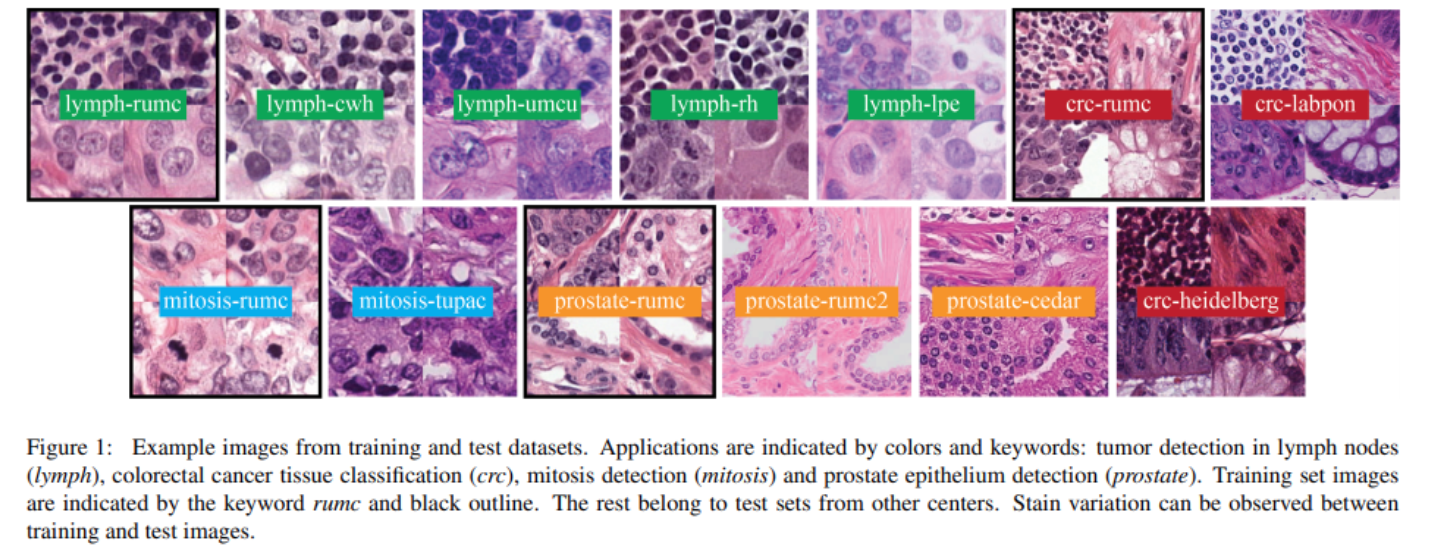 lymph-rumc
lymph-cwh
lymph-umcu
lymph-rh
lymph-lpe
crc-rumc
crc-labpon
mitosis-rumc
mitosis-tupac
prostate-rumc
prostate-rumc2
prostate-cedar
crc-heidelberg
Figure 1: Example images from training and test datasets. Applications are indicated by colors and keywords: tumor detection in lymph nodes
(lymph), colorectal cancer tissue classification (crc), mitosis detection (mitosis) and prostate epithelium detection (prostate). Training set images
are indicated by the keyword rumc and black outline. The rest belong to test sets from other centers. Stain variation can be observed between
training and test images.